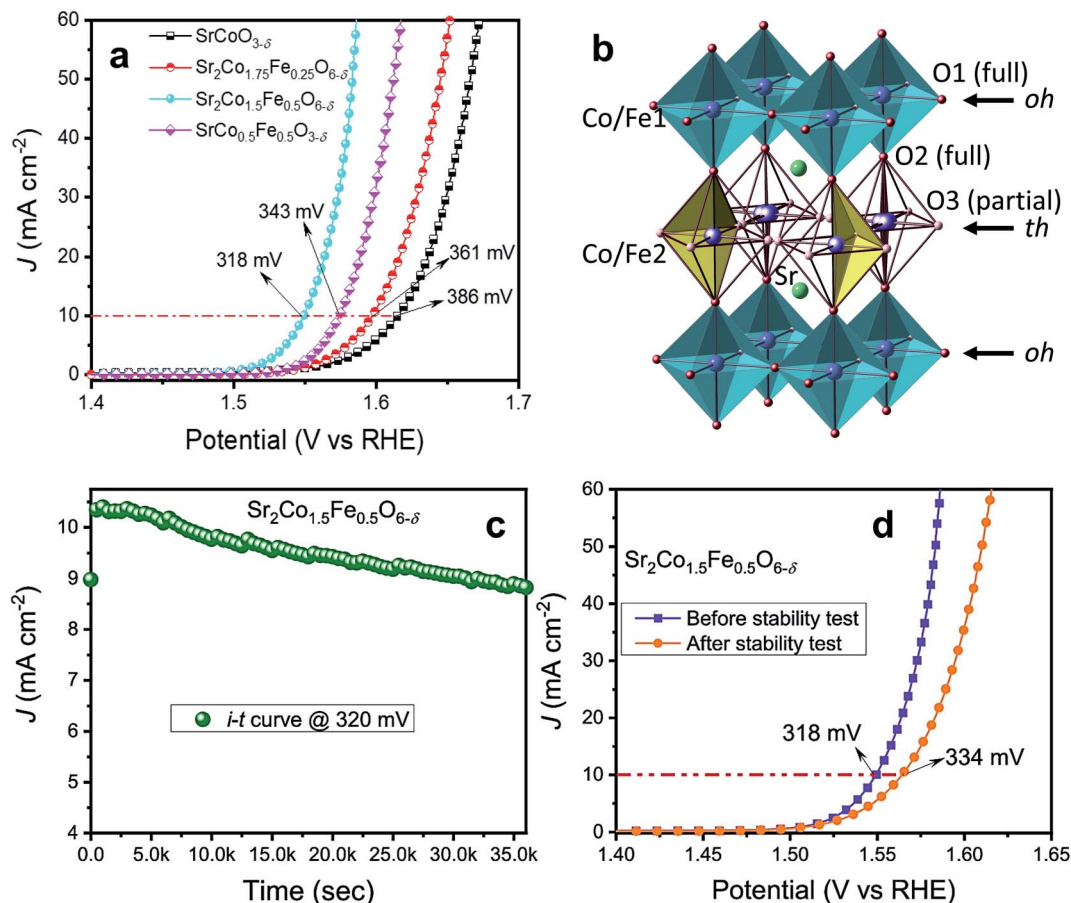 a
60
50
40
30
20
10
0
J (mA cm⁻²)
SrCoO₃₋δ
Sr₂Co₁.₇₅Fe₀.₂₅O₆₋δ
Sr₂Co₁.₅Fe₀.₅O₆₋δ
SrCo₀.₅Fe₀.₅O₃₋δ
343 mV
318 mV
361 mV
386 mV
1.4
1.5
1.6
1.7
Potential (V vs RHE)
b
O1 (full)
oh
Co/Fe1
O2 (full)
O3 (partial)
th
Co/Fe2
Sr
oh
c
Sr₂Co₁.₅Fe₀.₅O₆₋δ
10
9
8
7
6
5
4
J (mA cm⁻²)
i-t curve @ 320 mV
0.0
5.0k
10.0k
15.0k
20.0k
25.0k
30.0k
35.0k
Time (sec)
d
60
50
40
30
20
10
0
J (mA cm⁻²)
Sr₂Co₁.₅Fe₀.₅O₆₋δ
Before stability test
After stability test
318 mV
334 mV
1.40
1.45
1.50
1.55
1.60
1.65
Potential (V vs RHE)